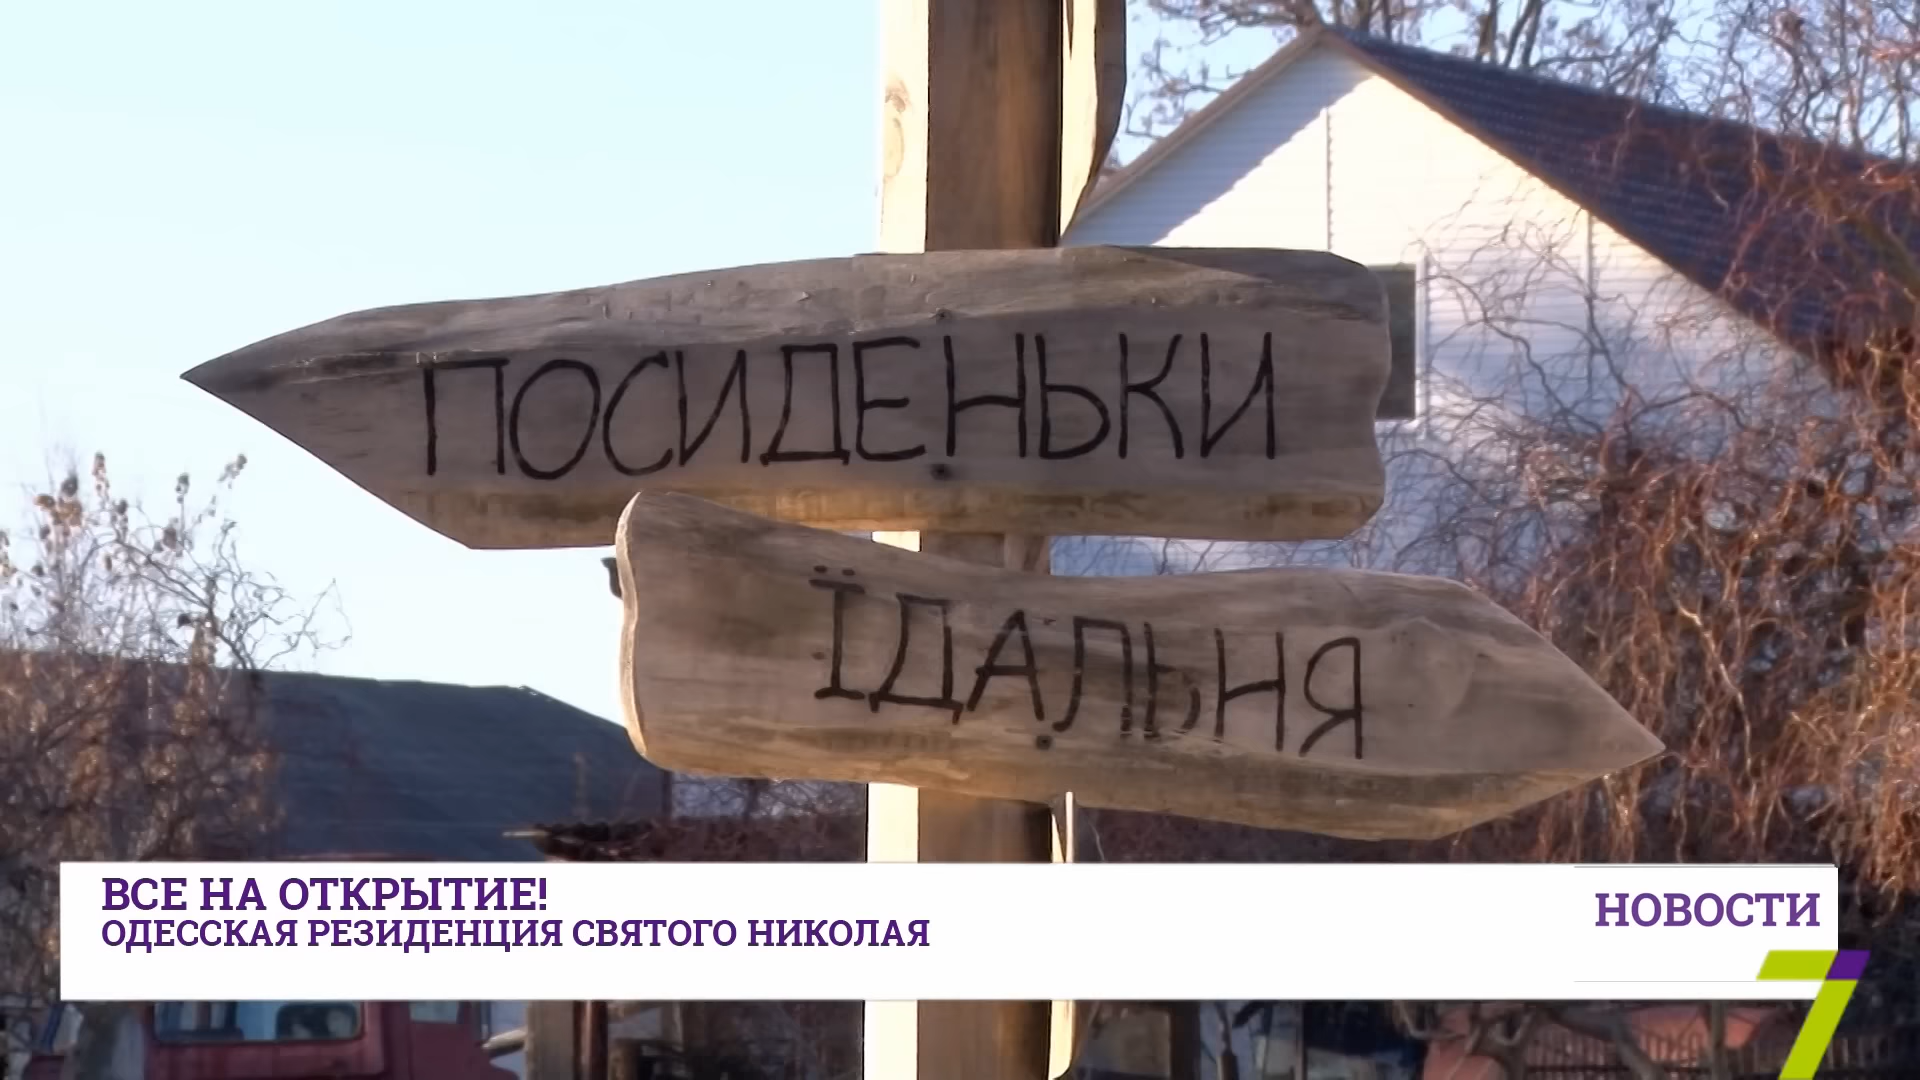 ПОСИДЕНЬКИ
ЇДАЛЬНЯ
ВСЕ НА ОТКРЫТИЕ!
ОДЕССКАЯ РЕЗИДЕНЦИЯ СВЯТОГО НИКОЛАЯ
НОВОСТИ
7